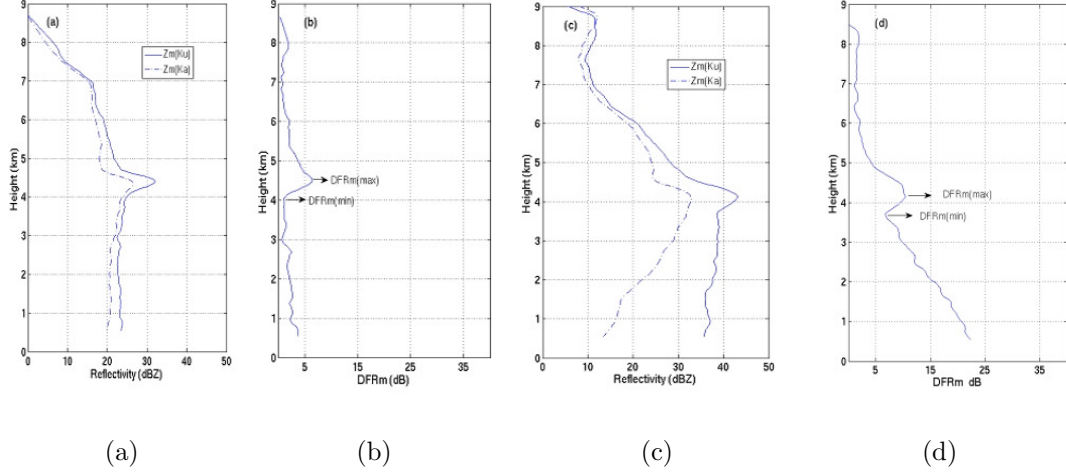 (a)
Zm[Ku]
Zm[Ka]
Height (km)
9
8
7
6
5
4
3
2
1
0
0
10
20
30
40
50
Reflectivity (dBZ)
(b)
DFRm(max)
DFRm(min)
Height (km)
9
8
7
6
5
4
3
2
1
0
5
15
25
35
DFRm (dB)
(c)
Zm[Ku]
Zm[Ka]
Height (km)
9
8
7
6
5
4
3
2
1
0
0
10
20
30
40
50
Reflectivity (dBZ)
(d)
DFRm(max)
DFRm(min)
Height (km)
9
8
7
6
5
4
3
2
1
0
5
15
25
35
DFRm dB
(a)
(b)
(c)
(d)